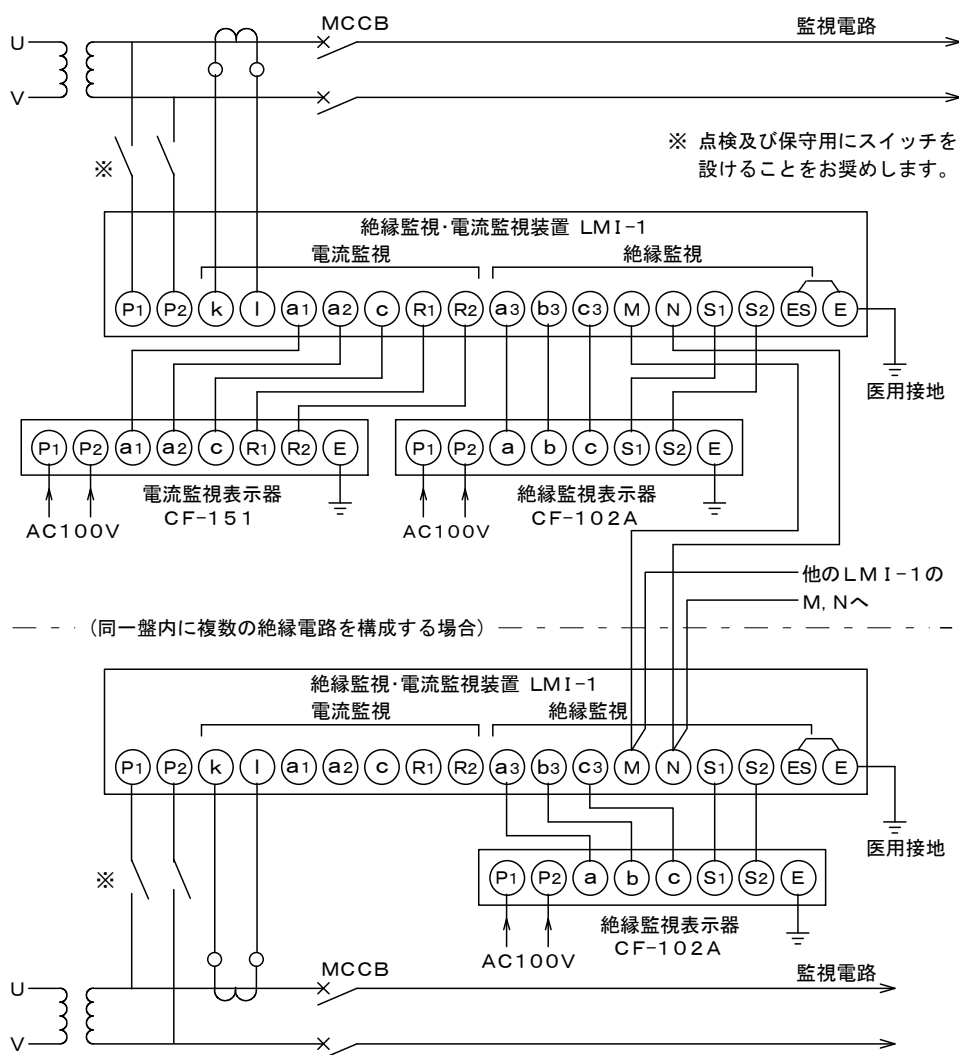 MCCB
監視電路
U
V
※ 点検及び保守用にスイッチを
設けることをお奨めします。
※
絶縁監視・電流監視装置 LMI-1
電流監視
絶縁監視
P1 P2 k l a1 a2 c R1 R2 a3 b3 c3 M N S1 S2 ES E
医用接地
P1 P2 a1 a2 c R1 R2 E
電流監視表示器
CF-151
AC100V
P1 P2 a b c S1 S2 E
絶縁監視表示器
CF-102A
AC100V
他のLMI-1の
M,Nへ
(同一盤内に複数の絶縁電路を構成する場合)
絶縁監視・電流監視装置 LMI-1
電流監視
絶縁監視
P1 P2 k l a1 a2 c R1 R2 a3 b3 c3 M N S1 S2 ES E
医用接地
※
P1 P2 a b c S1 S2 E
絶縁監視表示器
CF-102A
AC100V
MCCB
監視電路
U
V